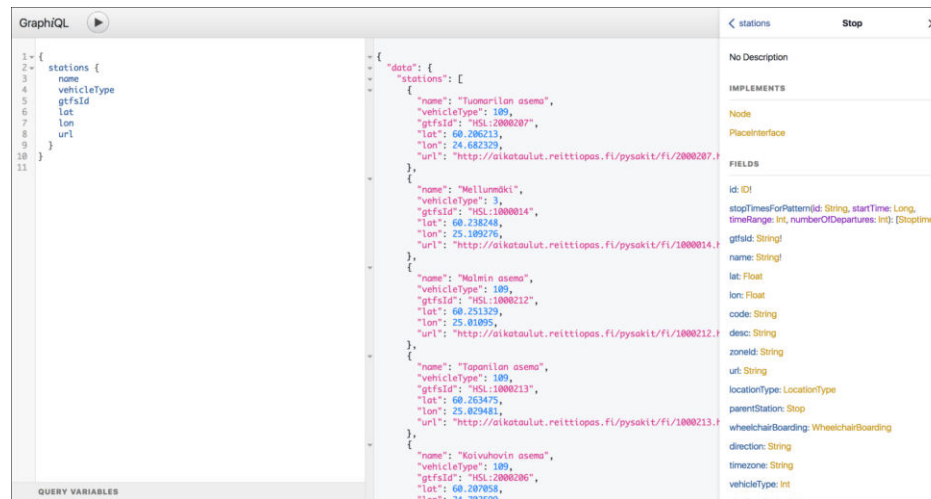 GraphiQL
1 {
2 stations {
3 name
4 vehicleType
5 gtfsId
6 lat
7 lon
8 url
9 }
10 }
11
QUERY VARIABLES
{
"data": {
"stations": [
{
"name": "Tuomarilan asema",
"vehicleType": 109,
"gtfsId": "HSL:2000207",
"lat": 60.206213,
"lon": 24.682329,
"url": "http://aikataulut.reittiopas.fi/pysakit/fi/2000207.h
},
{
"name": "Mellunmäki",
"vehicleType": 3,
"gtfsId": "HSL:1000014",
"lat": 60.238248,
"lon": 25.109276,
"url": "http://aikataulut.reittiopas.fi/pysakit/fi/1000014.h
},
{
"name": "Malmin asema",
"vehicleType": 109,
"gtfsId": "HSL:1000212",
"lat": 60.251329,
"lon": 25.01095,
"url": "http://aikataulut.reittiopas.fi/pysakit/fi/1000212.h
},
{
"name": "Tapanilan asema",
"vehicleType": 109,
"gtfsId": "HSL:1000213",
"lat": 60.263475,
"lon": 25.029481,
"url": "http://aikataulut.reittiopas.fi/pysakit/fi/1000213.h
},
{
"name": "Koivuhovin asema",
"vehicleType": 109,
"gtfsId": "HSL:2000206",
"lat": 60.207058,
stations
Stop
No Description
IMPLEMENTS
Node
PlaceInterface
FIELDS
id: ID!
stopTimesForPattern(id: String, startTime: Long,
timeRange: Int, numberOfDepartures: Int): [Stoptime
gtfsId: String!
name: String!
lat: Float
lon: Float
code: String
desc: String
zoneId: String
url: String
locationType: LocationType
parentStation: Stop
wheelchairBoarding: WheelchairBoarding
direction: String
timezone: String
vehicleType: Int